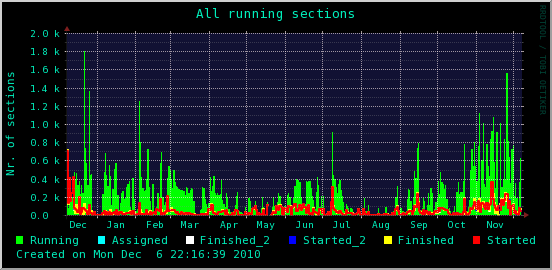 All running sections
RRDTOOL / TOBI OETIKER
Nr. of sections
2.0 k
1.8 k
1.6 k
1.4 k
1.2 k
1.0 k
0.8 k
0.6 k
0.4 k
0.2 k
0.0
Dec Jan Feb Mar Apr May Jun Jul Aug Sep Oct Nov
Running Assigned Finished_2 Started_2 Finished Started
Created on Mon Dec  6 22:16:39 2010